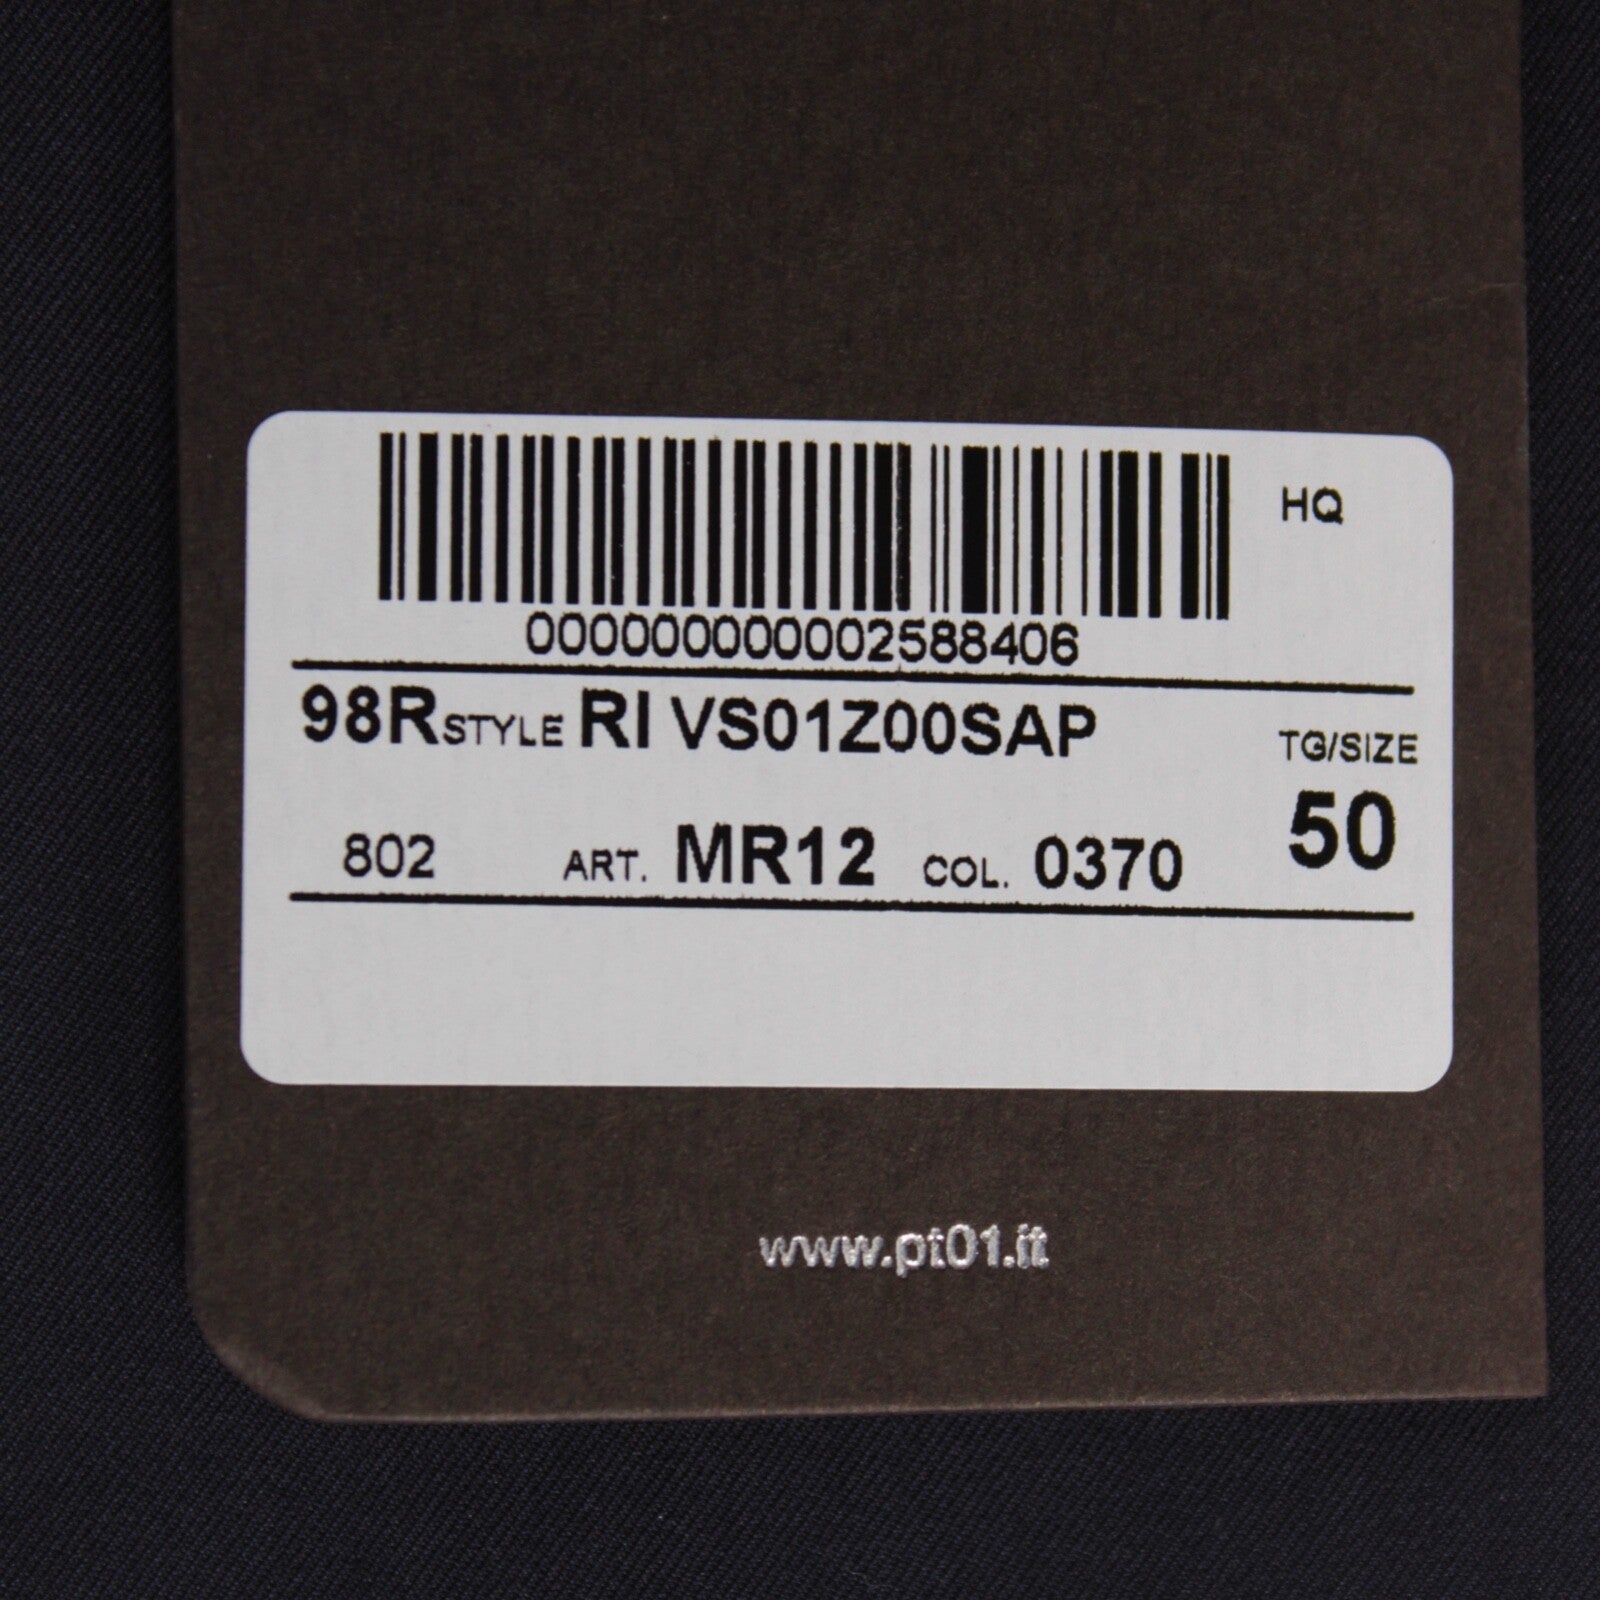 HQ
000000000002588406
98RSTYLE RI VS01Z00SAP
TG/SIZE
50
802 ART. MR12 COL. 0370
www.pt01.it